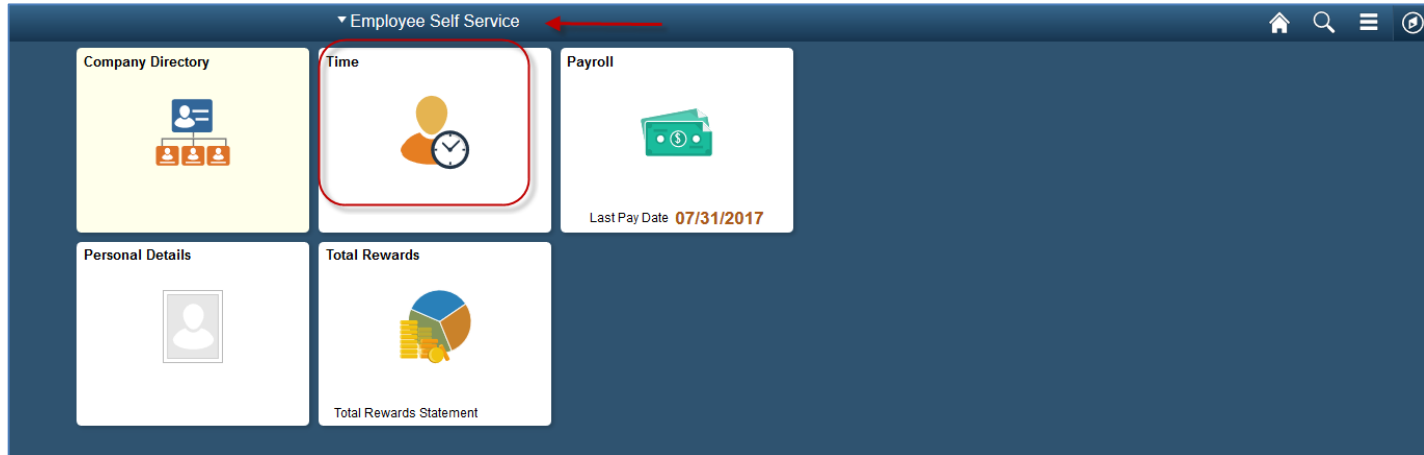 Employee Self Service
Company Directory
Time
Payroll
Last Pay Date 07/31/2017
Personal Details
Total Rewards
Total Rewards Statement